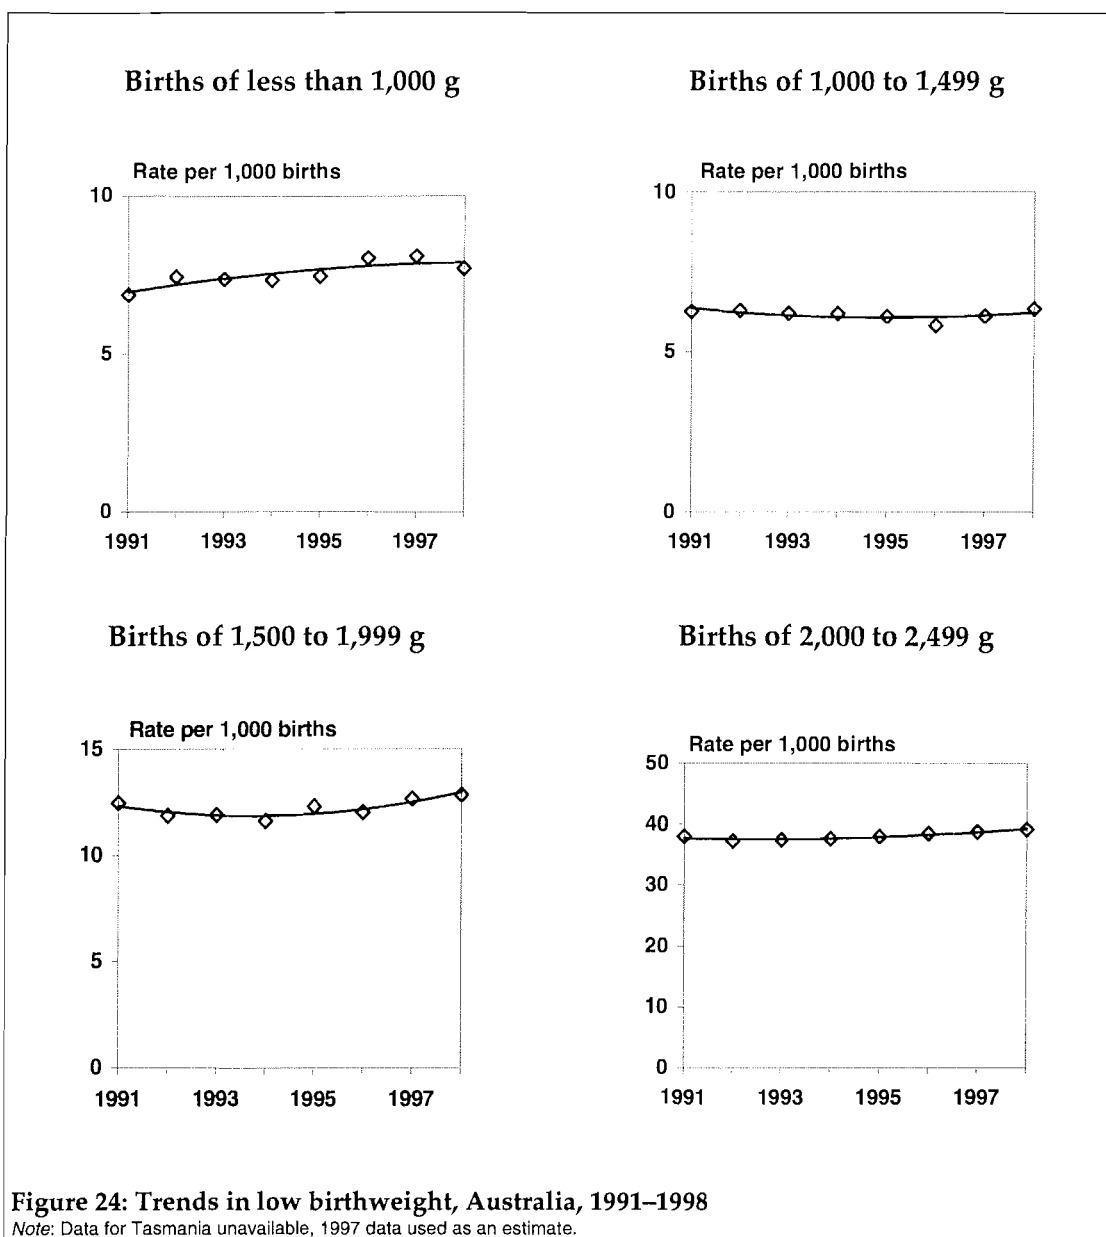 Births of less than 1,000 g
Rate per 1,000 births
10
5
0
1991 1993 1995 1997
Births of 1,000 to 1,499 g
Rate per 1,000 births
10
5
0
1991 1993 1995 1997
Births of 1,500 to 1,999 g
Rate per 1,000 births
15
10
5
0
1991 1993 1995 1997
Births of 2,000 to 2,499 g
Rate per 1,000 births
50
40
30
20
10
0
1991 1993 1995 1997
Figure 24: Trends in low birthweight, Australia, 1991–1998
Note: Data for Tasmania unavailable, 1997 data used as an estimate.